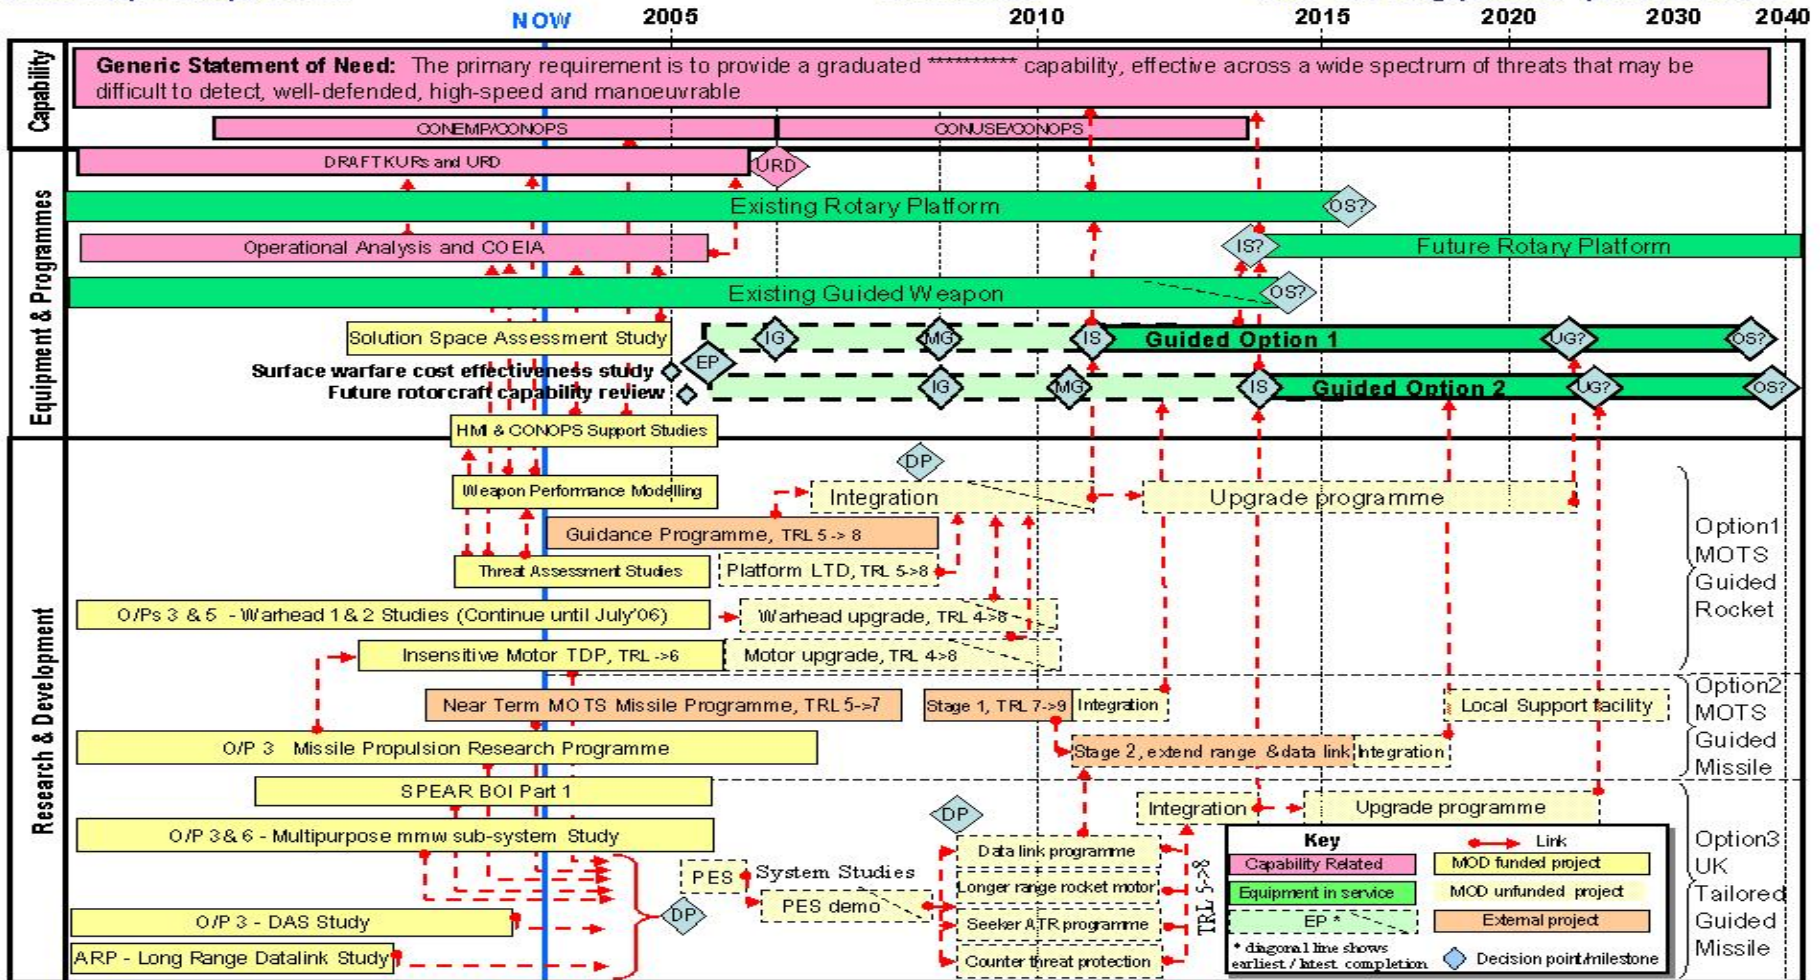 NOW
2005
2010
2015
2020
2030
2040
Capability
Generic Statement of Need: The primary requirement is to provide a graduated ********** capability, effective across a wide spectrum of threats that may be
difficult to detect, well-defended, high-speed and manoeuvrable
CONEMP/CONOPS
CONUSE/CONOPS
Equipment & Programmes
DRAFT KURs and URD
URD
Existing Rotary Platform
OS?
Operational Analysis and COEIA
IS?
Future Rotary Platform
Existing Guided Weapon
OS?
Solution Space Assessment Study
IG
MG
IS
Guided Option 1
UG?
OS?
EP
Surface warfare cost effectiveness study
Future rotorcraft capability review
IG
MG
IS
Guided Option 2
UG?
OS?
HMI & CONOPS Support Studies
Research & Development
DP
Weapon Performance Modelling
Integration
Upgrade programme
Guidance Programme, TRL 5 -> 8
Threat Assessment Studies
Platform LTD, TRL 5->8
O/Ps 3 & 5 - Warhead 1 & 2 Studies (Continue until July'06)
Warhead upgrade, TRL 4->8
Insensitive Motor TDP, TRL ->6
Motor upgrade, TRL 4->8
Option1
MOTS
Guided
Rocket
Near Term MOTS Missile Programme, TRL 5->7
Stage 1, TRL 7->9
Integration
Local Support facility
O/P 3 Missile Propulsion Research Programme
Stage 2, extend range & data link
Integration
Option2
MOTS
Guided
Missile
SPEAR BOI Part 1
DP
Integration
Upgrade programme
O/P 3 & 6 - Multipurpose mmw sub-system Study
Data link programme
PES
System Studies
PES demo
Longer range rocket motor
O/P 3 - DAS Study
DP
Seeker ATR programme
ARP - Long Range Datalink Study
Counter threat protection
TRL 5->8
Option3
UK
Tailored
Guided
Missile
Key
Link
Capability Related
MOD funded project
Equipment in service
MOD unfunded project
EP *
External project
* diagonal line shows
earliest / latest completion
Decision point/milestone